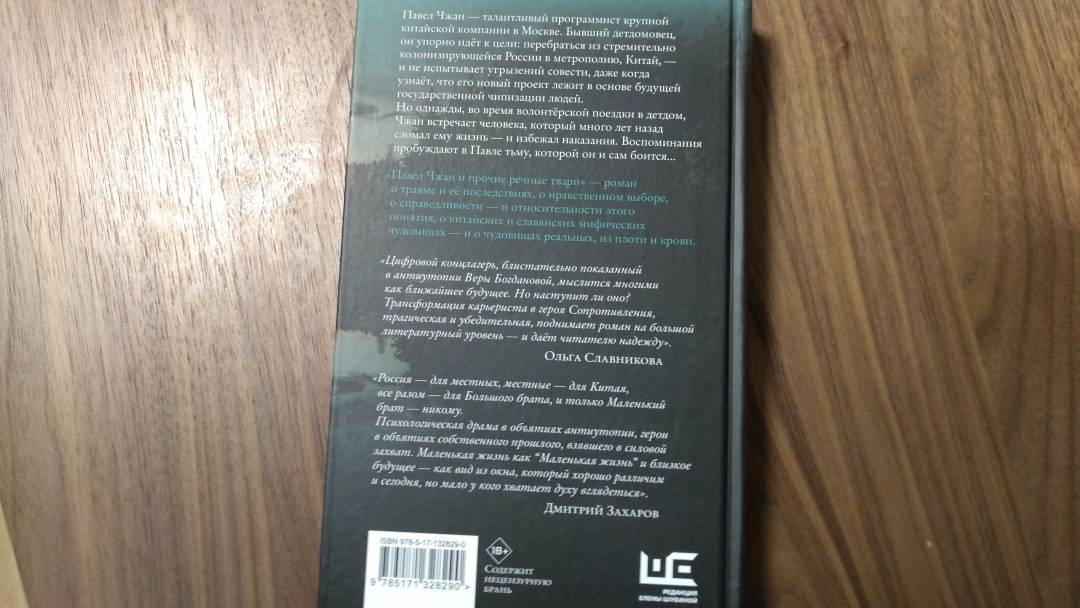 Павел Чжан — талантливый программист крупной
китайской компании в Москве. Бывший детдомовец,
он упорно идёт к цели: перебраться из стремительно
колонизирующейся России в метрополию, Китай, —
и не испытывает угрызений совести, даже когда
узнаёт, что его новый проект лежит в основе будущей
государственной чипизации людей.
Но однажды, во время волонтёрской поездки в детдом,
Чжан встречает человека, который много лет назад
сломал ему жизнь — и избежал наказания. Воспоминания
пробуждают в Павле тьму, которой он и сам боится...
«Павел Чжан и прочие речные твари» — роман
о травме и её последствиях, о нравственном выборе,
о справедливости — и относительности этого
понятия, о китайских и славянских мифических
чудовищах — и о чудовищах реальных, из плоти и крови.
«Цифровой концлагерь, блистательно показанный
в антиутопии Веры Богдановой, мыслится многими
как ближайшее будущее. Но наступит ли оно?
Трансформация карьериста в героя Сопротивления,
трагическая и убедительная, поднимает роман на большой
литературный уровень — и даёт читателю надежду».
Ольга Славникова
«Россия — для местных, местные — для Китая,
все разом — для Большого брата, и только Маленький
брат — никому.
Психологическая драма в объятиях антиутопии, герои
в объятиях собственного прошлого, взявшего в силовой
захват. Маленькая жизнь как “Маленькая жизнь” и близкое
будущее — как вид из окна, который хорошо различим
и сегодня, но мало у кого хватает духу вглядеться».
Дмитрий Захаров
ISBN 978-5-17-132829-0
9 785171 328290 >
18+
Содержит
нецензурную
брань
РЕДАКЦИЯ
ЕЛЕНЫ ШУБИНОЙ